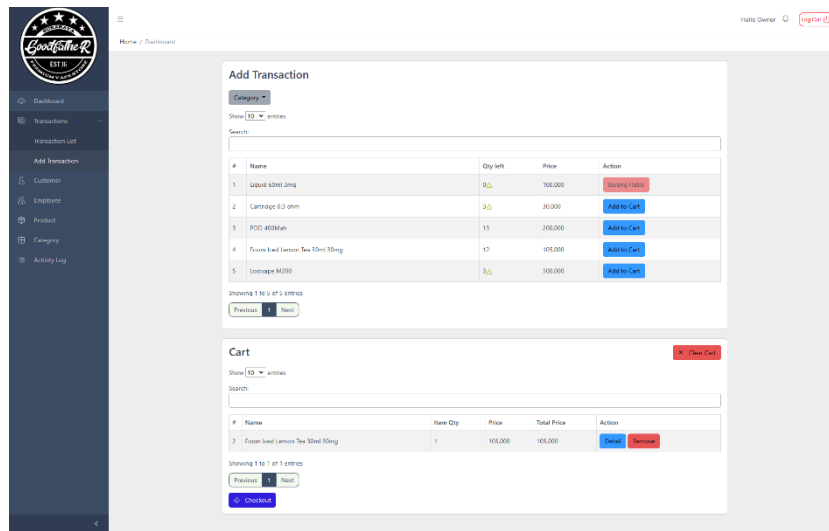 SURABAYA
GoodfatheR
EST.16
PREMIUM VAPE STORE
Hello Owner
Log Out
Home / Dashboard
Dashboard
Transactions
Transaction List
Add Transaction
Customer
Employee
Product
Category
Activity Log
Add Transaction
Category
Show 10 entries
Search:
# Name Qty left Price Action
1 Liquid 60ml 3mg 0 100.000 Barang Habis
2 Cartridge 0.3 ohm 3 30.000 Add to Cart
3 POD 400Mah 13 200.000 Add to Cart
4 Foom Iced Lemon Tea 30ml 30mg 12 105.000 Add to Cart
5 Lostvape M200 3 500.000 Add to Cart
Showing 1 to 5 of 5 entries
Previous 1 Next
Cart
× Clear Cart
Show 10 entries
Search:
# Name Item Qty Price Total Price Action
2 Foom Iced Lemon Tea 30ml 30mg 1 105.000 105.000 Detail Remove
Showing 1 to 1 of 1 entries
Previous 1 Next
Checkout